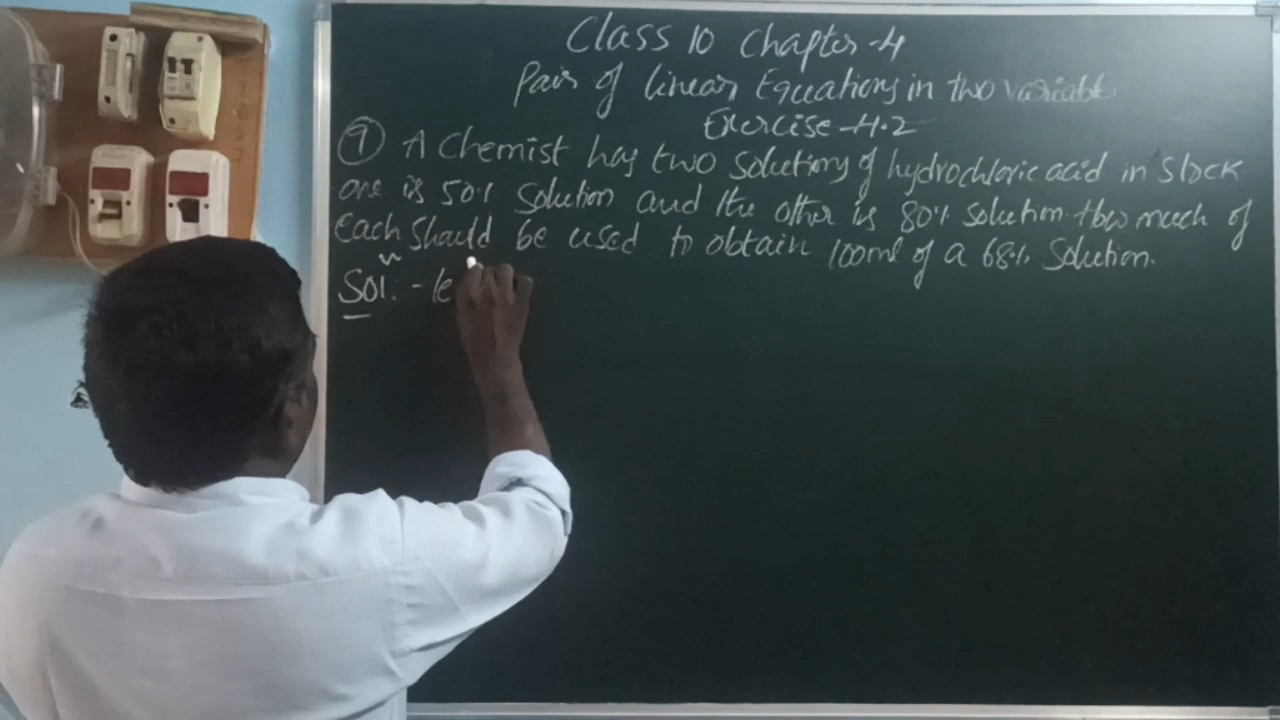 Class 10 Chapter-4
Pair of linear Equations in two variable
Exercise-4.2
(9) A Chemist has two solutions of hydrochloric acid in stock
one is 50% solution and the other is 80% solution. How much of
each should be used to obtain 100ml of a 68% Solution.
Soln:- le